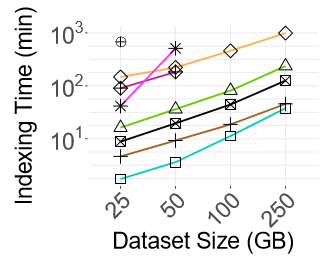 Indexing Time (min)
10³
10²
10¹
25 50 100 250
Dataset Size (GB)